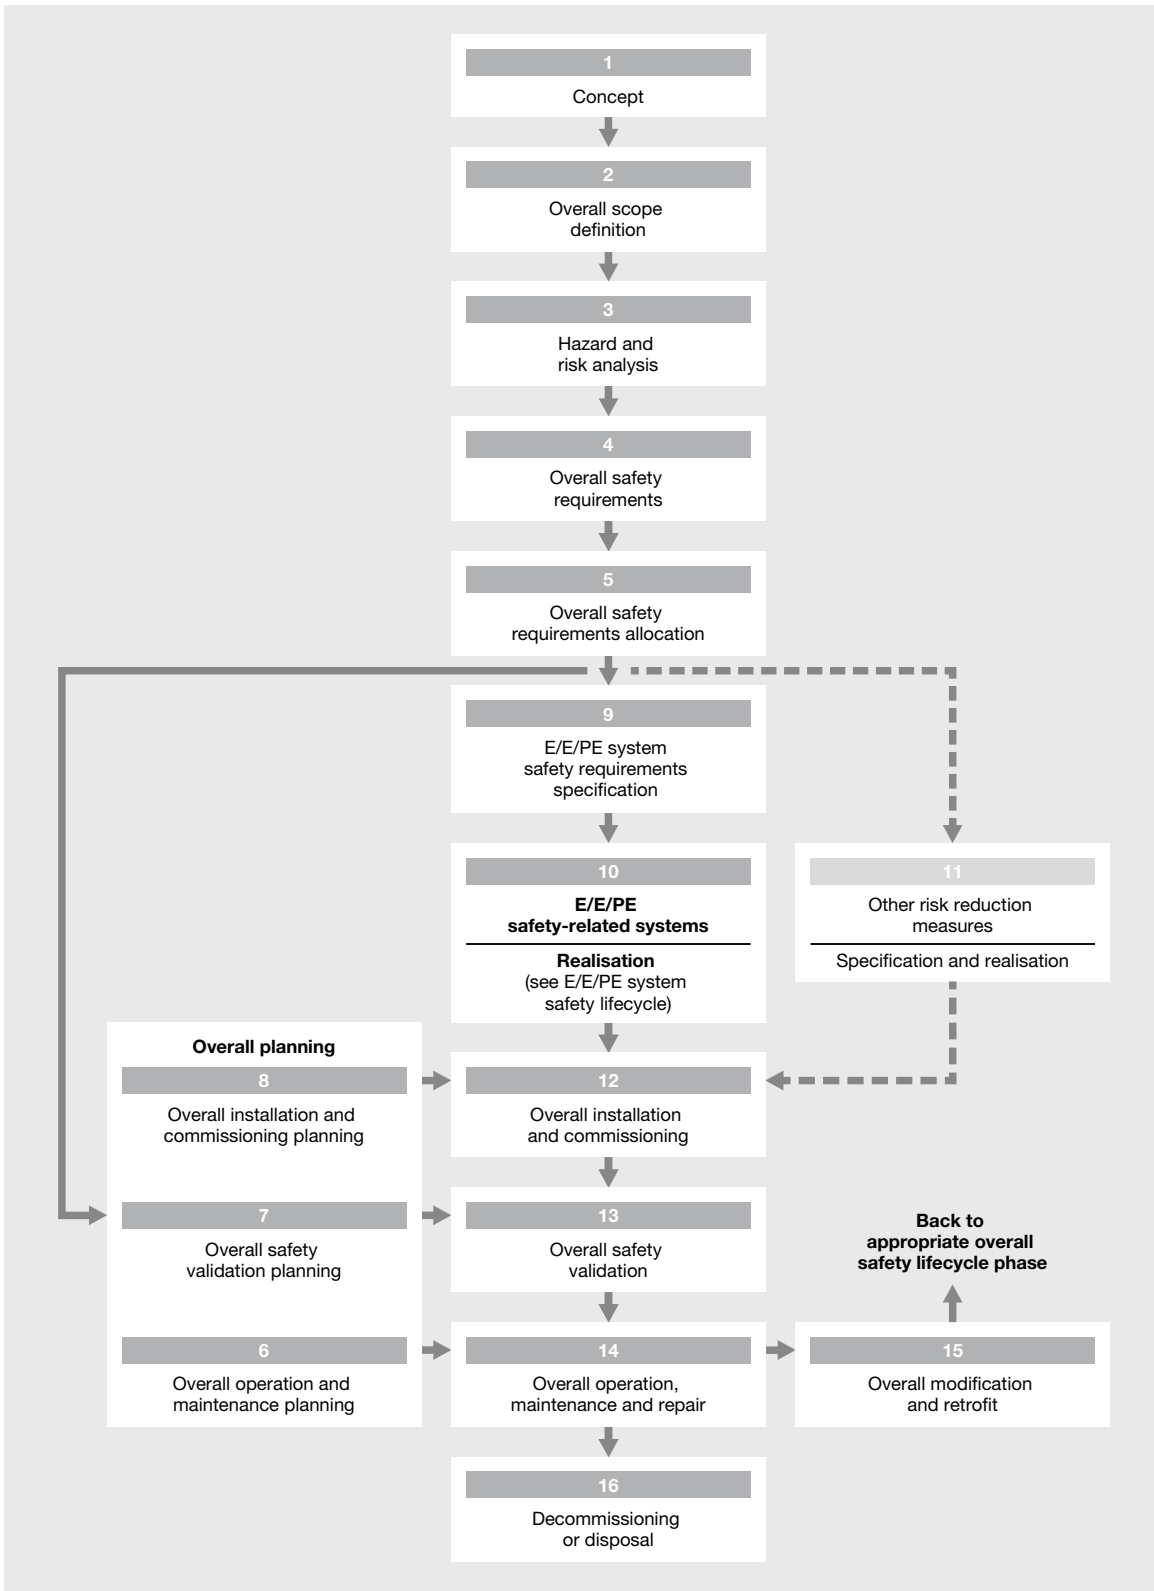 1
Concept
2
Overall scope
definition
3
Hazard and
risk analysis
4
Overall safety
requirements
5
Overall safety
requirements allocation
9
E/E/PE system
safety requirements
specification
10
E/E/PE
safety-related systems
Realisation
(see E/E/PE system
safety lifecycle)
11
Other risk reduction
measures
Specification and realisation
Overall planning
8
Overall installation and
commissioning planning
12
Overall installation
and commissioning
7
Overall safety
validation planning
13
Overall safety
validation
Back to
appropriate overall
safety lifecycle phase
6
Overall operation and
maintenance planning
14
Overall operation,
maintenance and repair
15
Overall modification
and retrofit
16
Decommissioning
or disposal